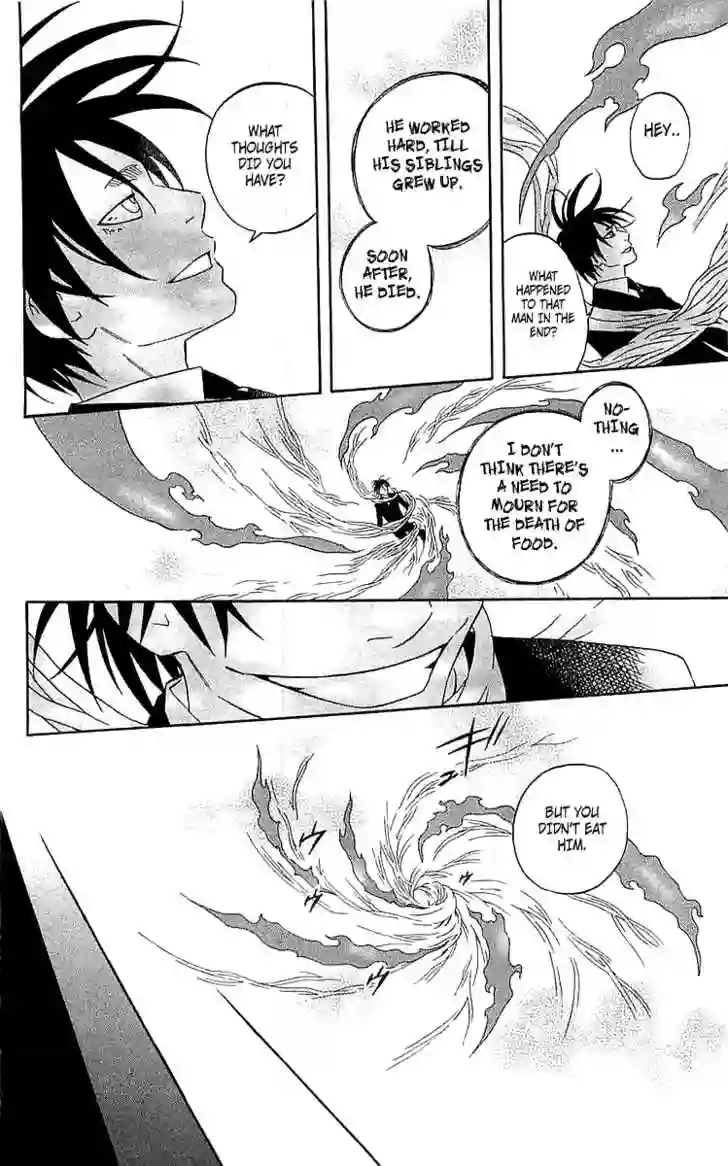 HEY..
WHAT
HAPPENED
TO THAT
MAN IN THE
END?
HE WORKED
HARD, TILL
HIS SIBLINGS
GREW UP.
SOON
AFTER,
HE DIED.
WHAT
THOUGHTS
DID YOU
HAVE?
NO-
THING
...
I DON'T
THINK THERE'S
A NEED TO
MOURN FOR
THE DEATH OF
FOOD.
BUT YOU
DIDN'T EAT
HIM.